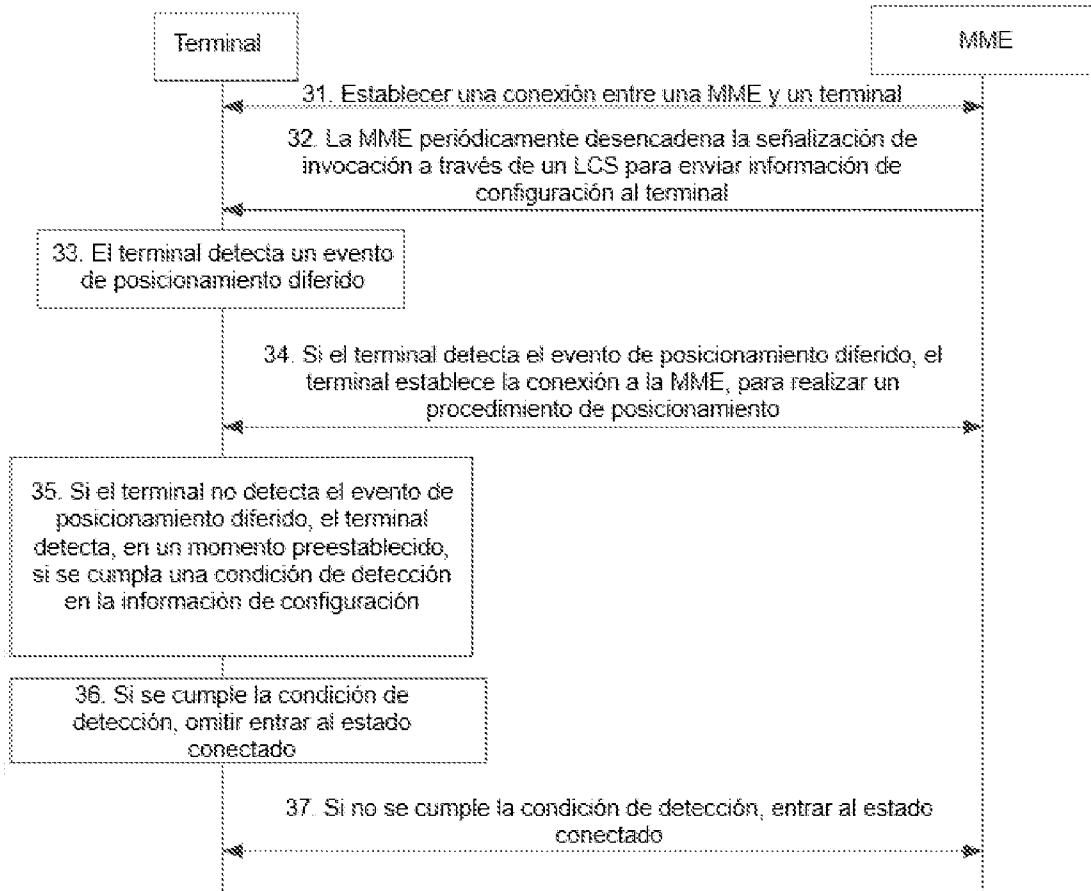 Terminal
MME
31. Establecer una conexión entre una MME y un terminal
32. La MME periódicamente desencadena la señalización de
invocación a través de un LCS para enviar información de
configuración al terminal
33. El terminal detecta un evento
de posicionamiento diferido
34. Si el terminal detecta el evento de posicionamiento diferido, el
terminal establece la conexión a la MME, para realizar un
procedimiento de posicionamiento
35. Si el terminal no detecta el evento de
posicionamiento diferido, el terminal
detecta, en un momento preestablecido,
si se cumpla una condición de detección
en la información de configuración
36. Si se cumple la condición de
detección, omitir entrar al estado
conectado
37. Si no se cumple la condición de detección, entrar al estado
conectado